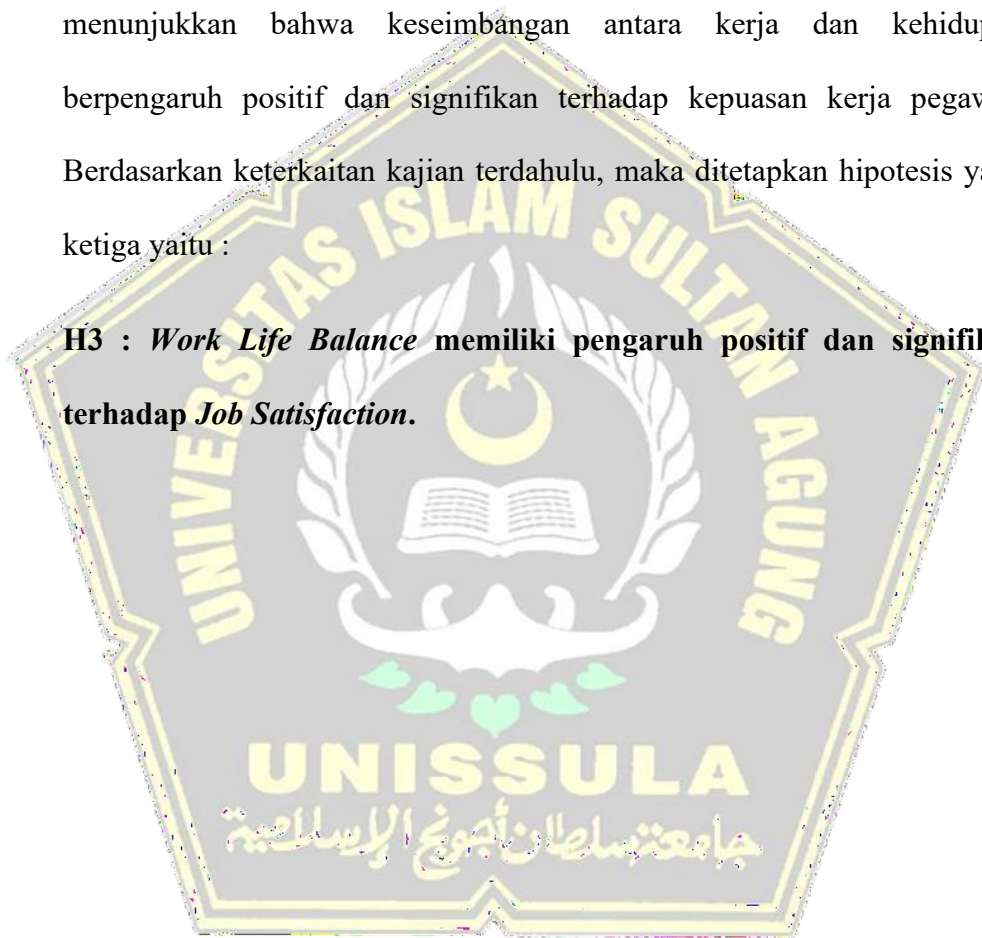 menunjukkan bahwa keseimbangan antara kerja dan kehidup
berpengaruh positif dan signifikan terhadap kepuasan kerja pegaw
Berdasarkan keterkaitan kajian terdahulu, maka ditetapkan hipotesis ya
ketiga yaitu :
UNIVERSITAS ISLAM SULTAN AGUNG
H3 : Work Life Balance memiliki pengaruh positif dan signifik
terhadap Job Satisfaction.
UNISSULA
جامعة سلطان أجونج الإسلامية